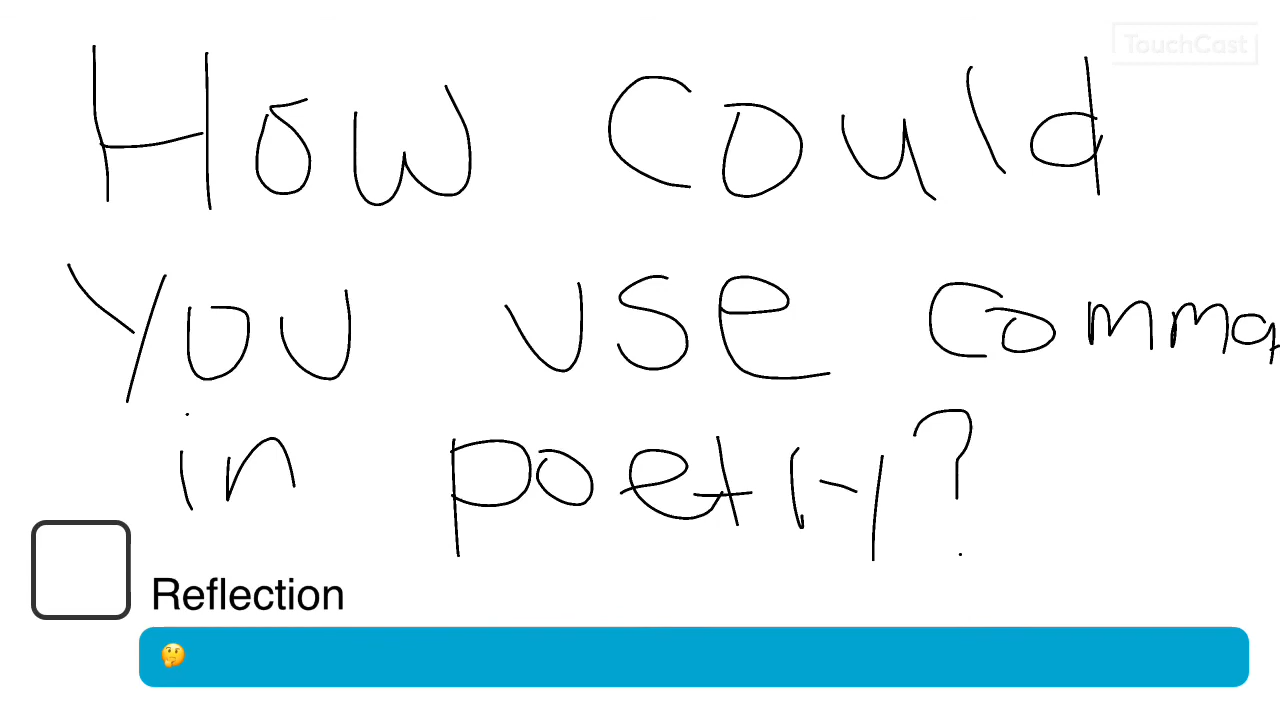 TouchCast
How could
you use comma
in poetry?
Reflection
🤔